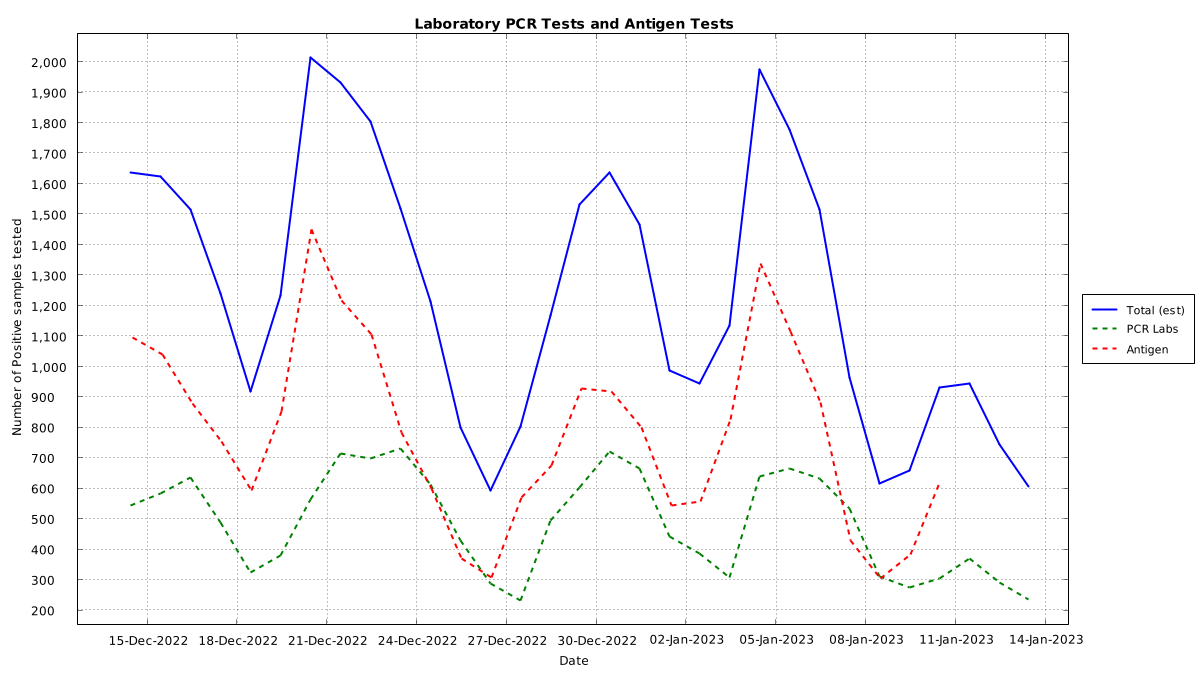 Laboratory PCR Tests and Antigen Tests
Number of Positive samples tested
2,000
1,900
1,800
1,700
1,600
1,500
1,400
1,300
1,200
1,100
1,000
900
800
700
600
500
400
300
200
15-Dec-2022 18-Dec-2022 21-Dec-2022 24-Dec-2022 27-Dec-2022 30-Dec-2022 02-Jan-2023 05-Jan-2023 08-Jan-2023 11-Jan-2023 14-Jan-2023
Date
Total (est)
PCR Labs
Antigen